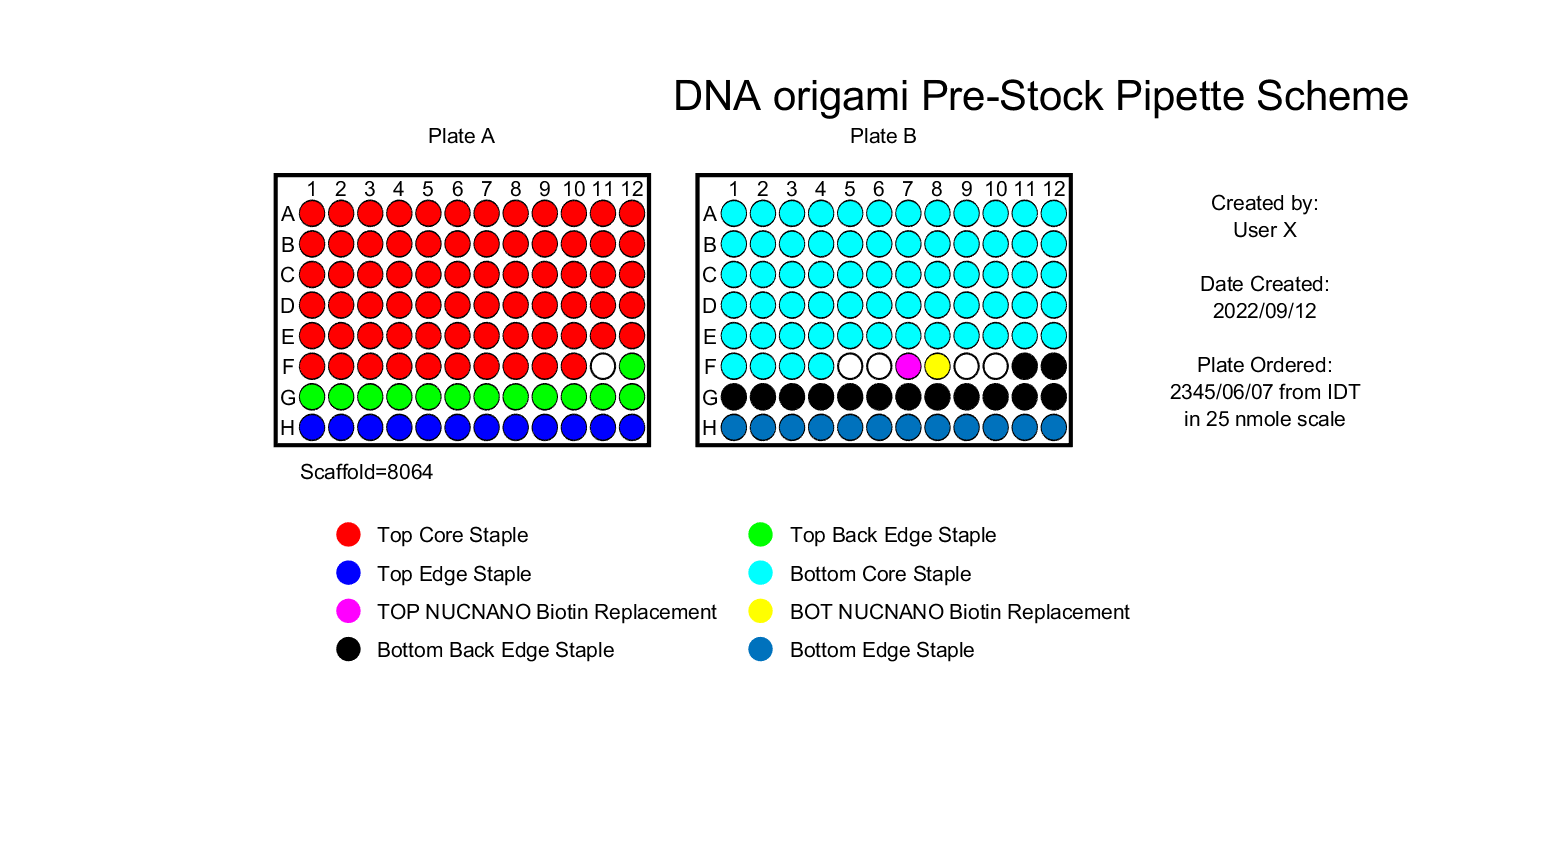 DNA origami Pre-Stock Pipette Scheme
Plate A
Plate B
1 2 3 4 5 6 7 8 9 10 11 12
A
B
C
D
E
F
G
H
1 2 3 4 5 6 7 8 9 10 11 12
A
B
C
D
E
F
G
H
Created by:
User X
Date Created:
2022/09/12
Plate Ordered:
2345/06/07 from IDT
in 25 nmole scale
Scaffold=8064
Top Core Staple
Top Back Edge Staple
Top Edge Staple
Bottom Core Staple
TOP NUCNANO Biotin Replacement
BOT NUCNANO Biotin Replacement
Bottom Back Edge Staple
Bottom Edge Staple